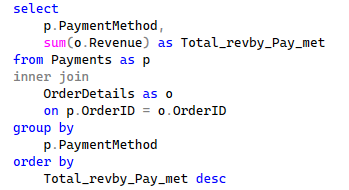 select
p.PaymentMethod,
sum(o.Revenue) as Total_revby_Pay_met
from Payments as p
inner join
OrderDetails as o
on p.OrderID = o.OrderID
group by
p.PaymentMethod
order by
Total_revby_Pay_met desc